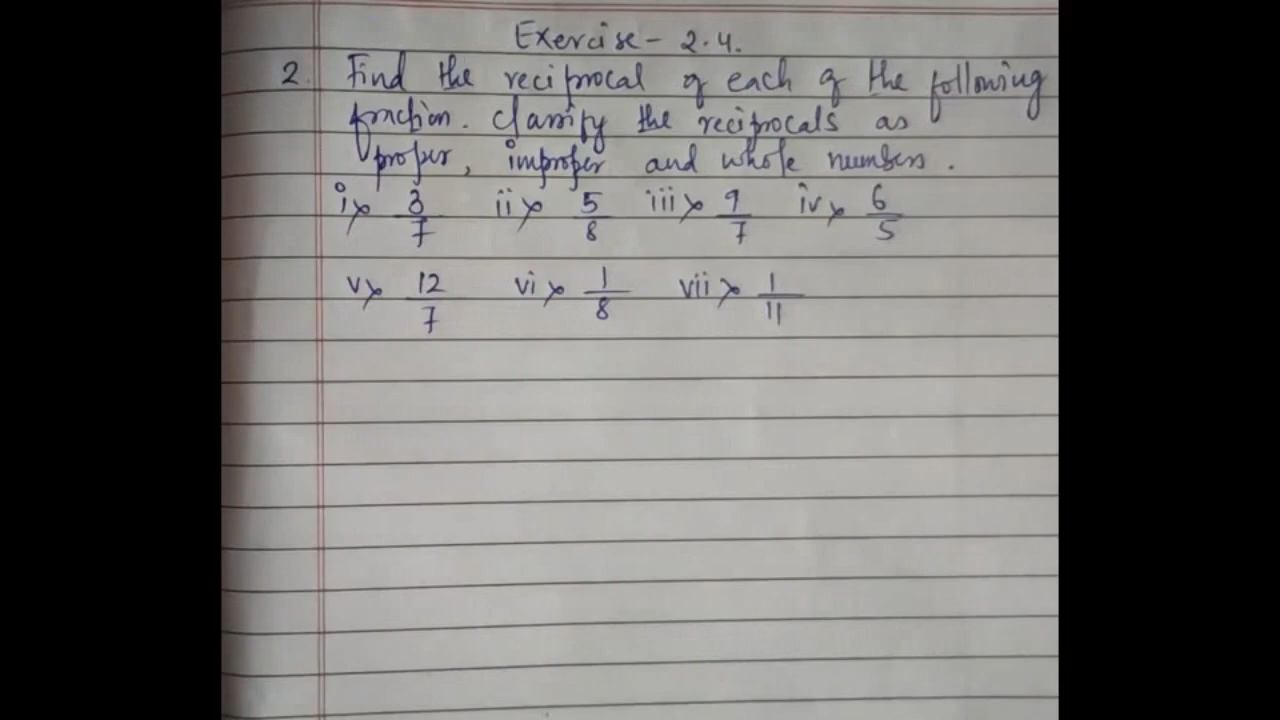 Exercise - 2.4.
2. Find the reciprocal of each of the following
fraction. Classify the reciprocals as
proper, improper and whole numbers.
i> 3/7 ii> 5/8 iii> 9/7 iv> 6/5
v> 12/7 vi> 1/8 vii> 1/11